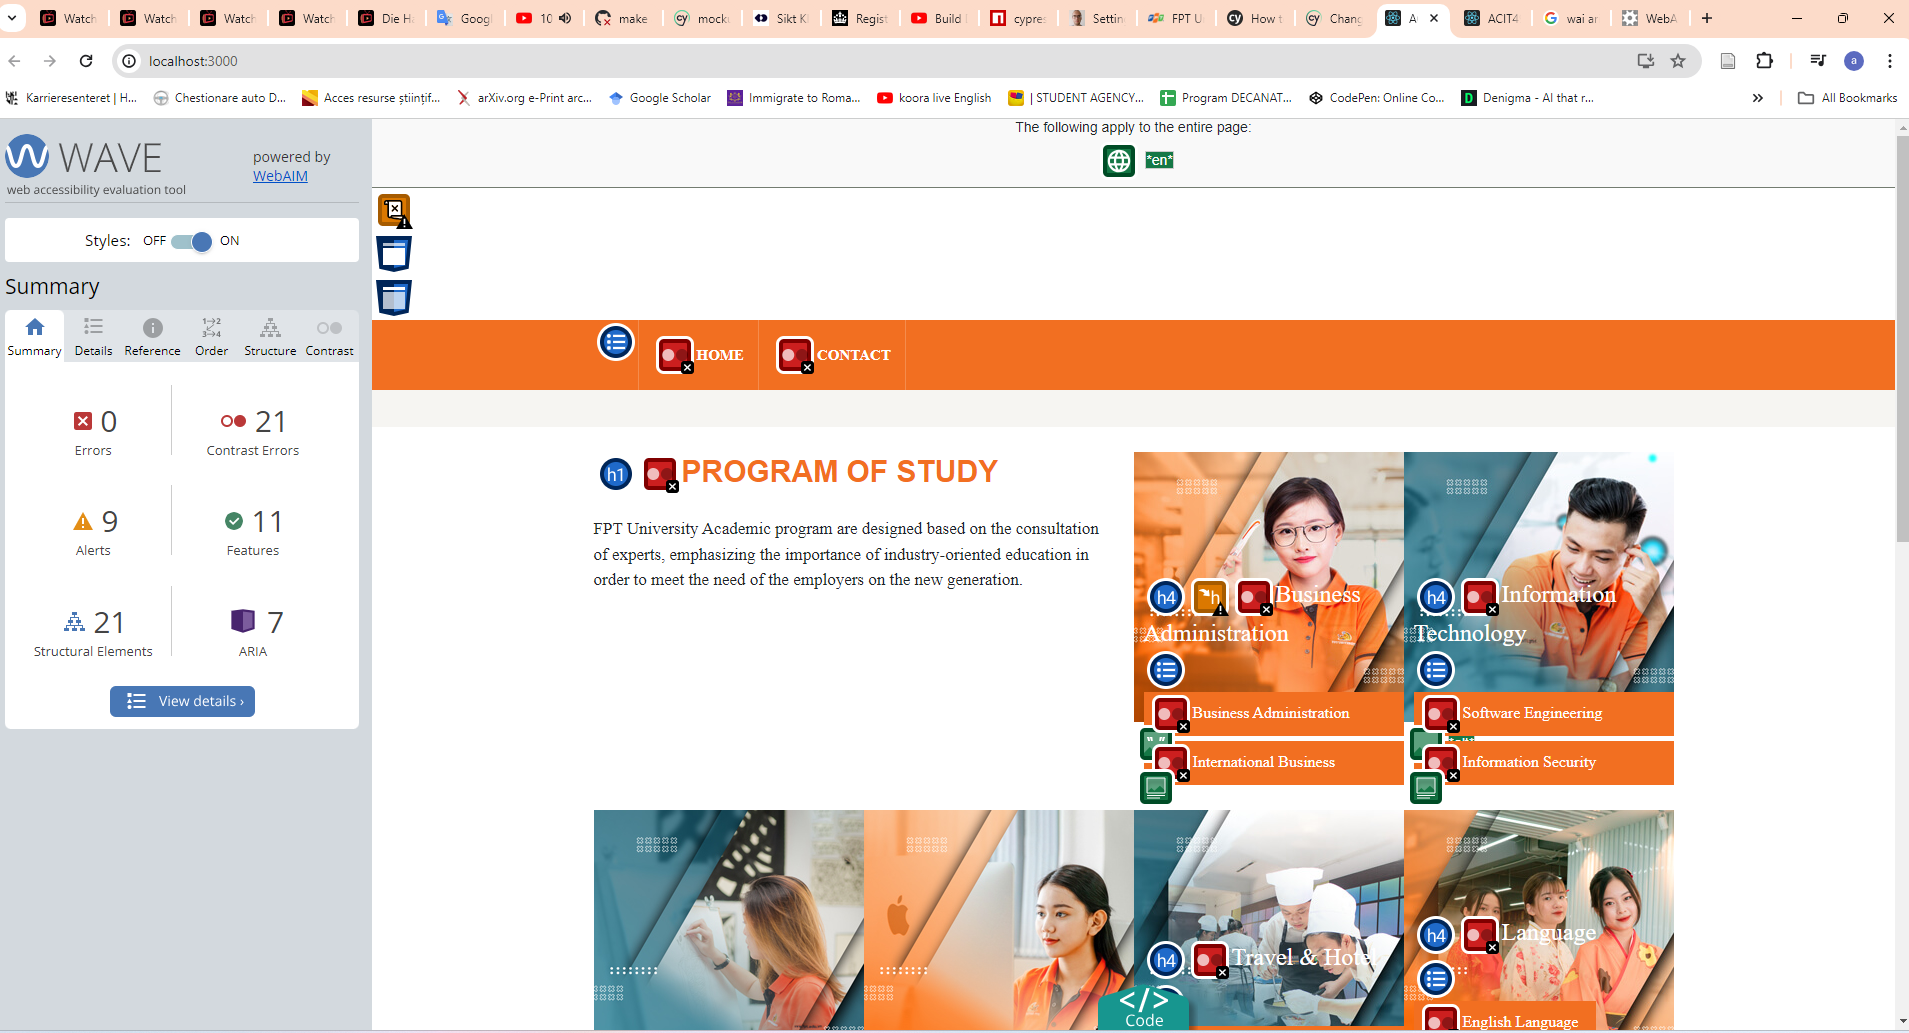 Watch
Watch
Watch
Watch
Die H
Googl
10
make
mock
Sikt KI
Regist
Build
cypres
Settin
FPT U
How t
Chang
A
ACIT4
wai ar
WebA
localhost:3000
a
Karrieresenteret | H...
Chestionare auto D...
Acces resurse științif...
arXiv.org e-Print arc...
Google Scholar
Immigrate to Roma...
koora live English
| STUDENT AGENCY...
Program DECANAT...
CodePen: Online Co...
Denigma - AI that r...
»
All Bookmarks
WAVE
web accessibility evaluation tool
powered by
WebAIM
Styles: OFF ON
Summary
Summary
Details
Reference
Order
Structure
Contrast
0
Errors
21
Contrast Errors
9
Alerts
11
Features
21
Structural Elements
7
ARIA
View details ›
The following apply to the entire page:
*en*
HOME
CONTACT
h1
PROGRAM OF STUDY
FPT University Academic program are designed based on the consultation
of experts, emphasizing the importance of industry-oriented education in
order to meet the need of the employers on the new generation.
h4 h Business
Administration
Business Administration
International Business
h4 Information
Technology
Software Engineering
Information Security
h4 Travel & Hotel
h4 Language
English Language
</> 
Code